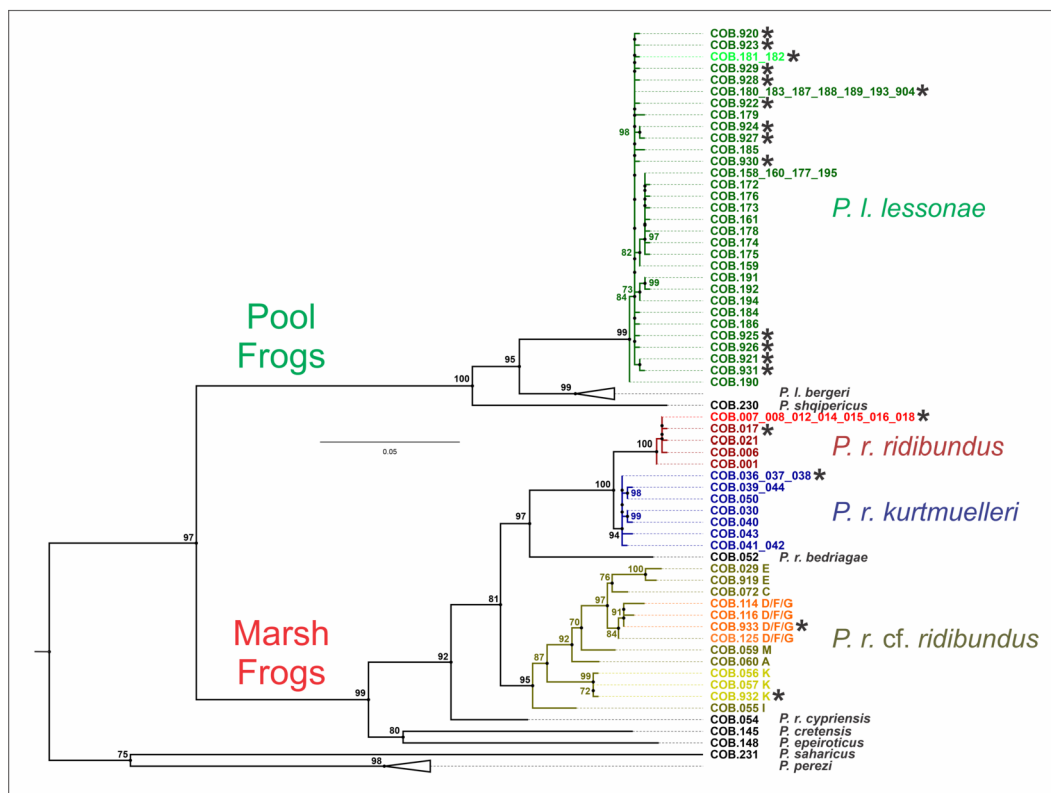 COB.920 *
COB.923 *
COB.181_182 *
COB.929 *
COB.928 *
COB.180_183_187_188_189_193_904 *
COB.922 *
COB.179
COB.924 *
98
COB.927 *
COB.185
COB.930 *
COB.158_160_177_195
COB.172
COB.176
COB.173
P. l. lessonae
COB.161
COB.178
97
COB.174
82
COB.175
COB.159
COB.191
99
COB.192
73
84
COB.194
COB.184
Pool
Frogs
COB.186
99
COB.925 *
COB.926 *
95
COB.921 *
COB.931 *
100
COB.190
99
P. l. bergeri
COB.230 P. shqipericus
COB.007_008_012_014_015_016_018 *
COB.017 *
0.05
100
COB.021
P. r. ridibundus
COB.006
COB.001
100
COB.036_037_038 *
COB.039_044
98
COB.050
COB.030
P. r. kurtmuelleri
99
COB.040
97
94
COB.043
COB.041_042
97
COB.052 P. r. bedriagae
100
COB.029 E
76
COB.919 E
COB.072 C
81
97
COB.114 D/F/G
91
COB.116 D/F/G
Marsh
Frogs
COB.933 D/F/G *
70
84
COB.125 D/F/G
P. r. cf. ridibundus
92
92
COB.059 M
87
COB.060 A
99
COB.056 K
95
COB.057 K
72
COB.932 K *
99
COB.055 I
COB.054 P. r. cypriensis
80
COB.145 P. cretensis
COB.148 P. epeiroticus
75
COB.231 P. saharicus
98
P. perezi